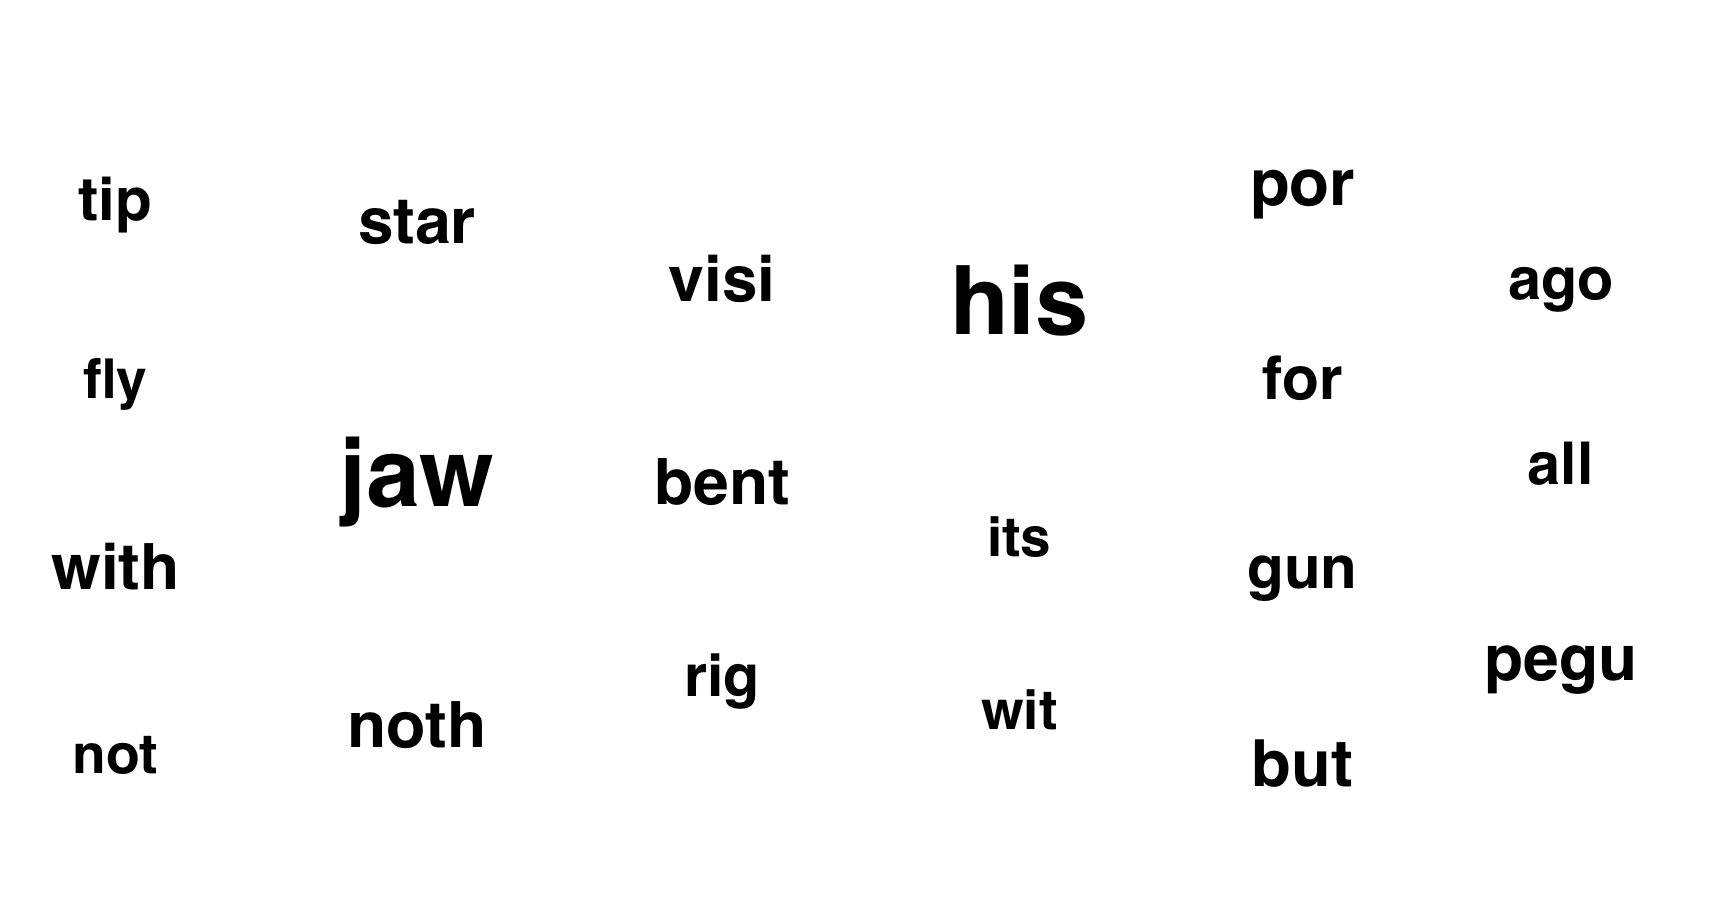 tip
fly
with
not
star
jaw
noth
visi
bent
rig
his
its
wit
por
for
gun
but
ago
all
pegu